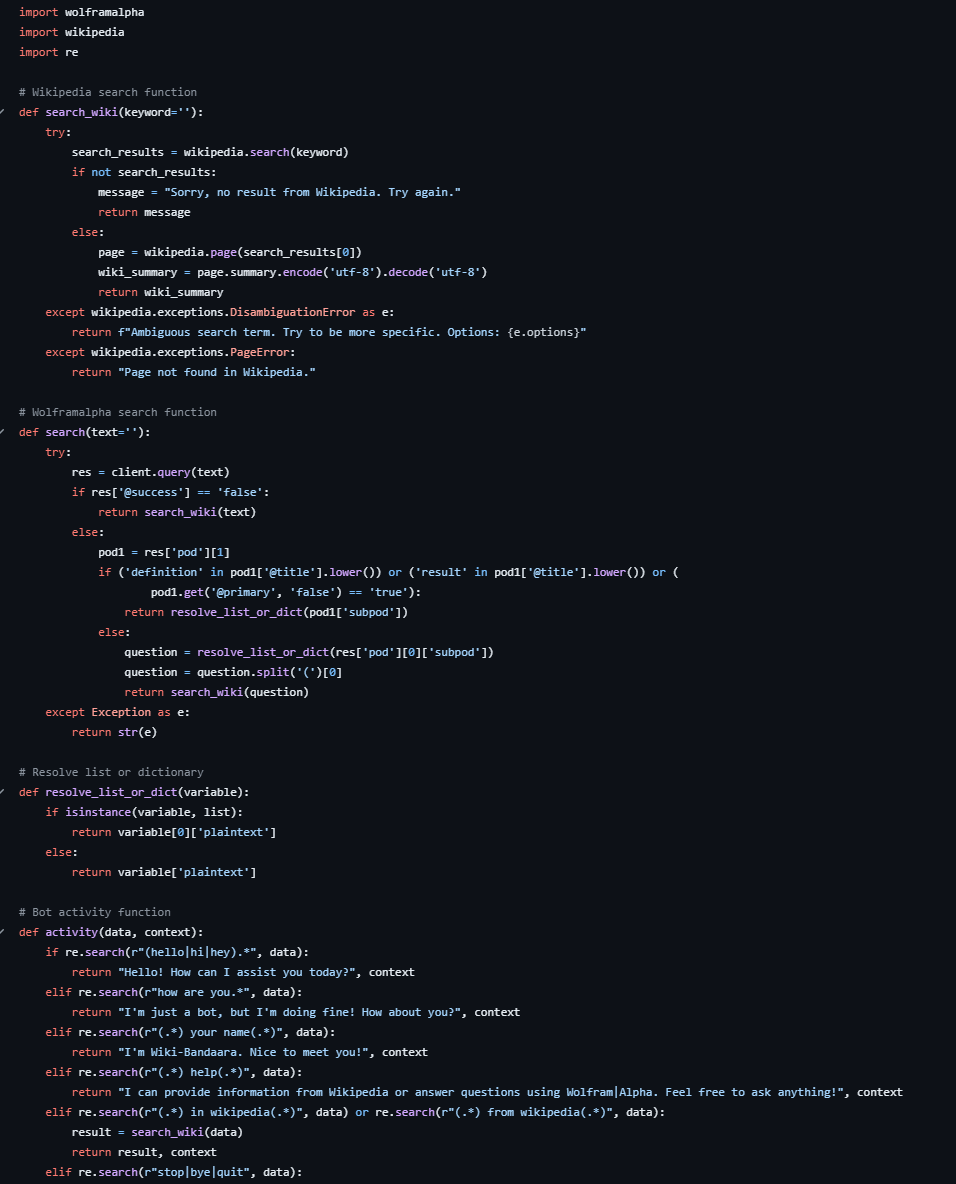 import wolframalpha
import wikipedia
import re

# Wikipedia search function
def search_wiki(keyword=''):
    try:
        search_results = wikipedia.search(keyword)
        if not search_results:
            message = "Sorry, no result from Wikipedia. Try again."
            return message
        else:
            page = wikipedia.page(search_results[0])
            wiki_summary = page.summary.encode('utf-8').decode('utf-8')
            return wiki_summary
    except wikipedia.exceptions.DisambiguationError as e:
        return f"Ambiguous search term. Try to be more specific. Options: {e.options}"
    except wikipedia.exceptions.PageError:
        return "Page not found in Wikipedia."

# Wolframalpha search function
def search(text=''):
    try:
        res = client.query(text)
        if res['@success'] == 'false':
            return search_wiki(text)
        else:
            pod1 = res['pod'][1]
            if ('definition' in pod1['@title'].lower()) or ('result' in pod1['@title'].lower()) or (
                    pod1.get('@primary', 'false') == 'true'):
                return resolve_list_or_dict(pod1['subpod'])
            else:
                question = resolve_list_or_dict(res['pod'][0]['subpod'])
                question = question.split('(')[0]
                return search_wiki(question)
    except Exception as e:
        return str(e)

# Resolve list or dictionary
def resolve_list_or_dict(variable):
    if isinstance(variable, list):
        return variable[0]['plaintext']
    else:
        return variable['plaintext']

# Bot activity function
def activity(data, context):
    if re.search(r"(hello|hi|hey).*", data):
        return "Hello! How can I assist you today?", context
    elif re.search(r"how are you.*", data):
        return "I'm just a bot, but I'm doing fine! How about you?", context
    elif re.search(r"(.*) your name(.*)", data):
        return "I'm Wiki-Bandaara. Nice to meet you!", context
    elif re.search(r"(.*) help(.*)", data):
        return "I can provide information from Wikipedia or answer questions using Wolfram|Alpha. Feel free to ask anything!", context
    elif re.search(r"(.*) in wikipedia(.*)", data) or re.search(r"(.*) from wikipedia(.*)", data):
        result = search_wiki(data)
        return result, context
    elif re.search(r"stop|bye|quit", data):